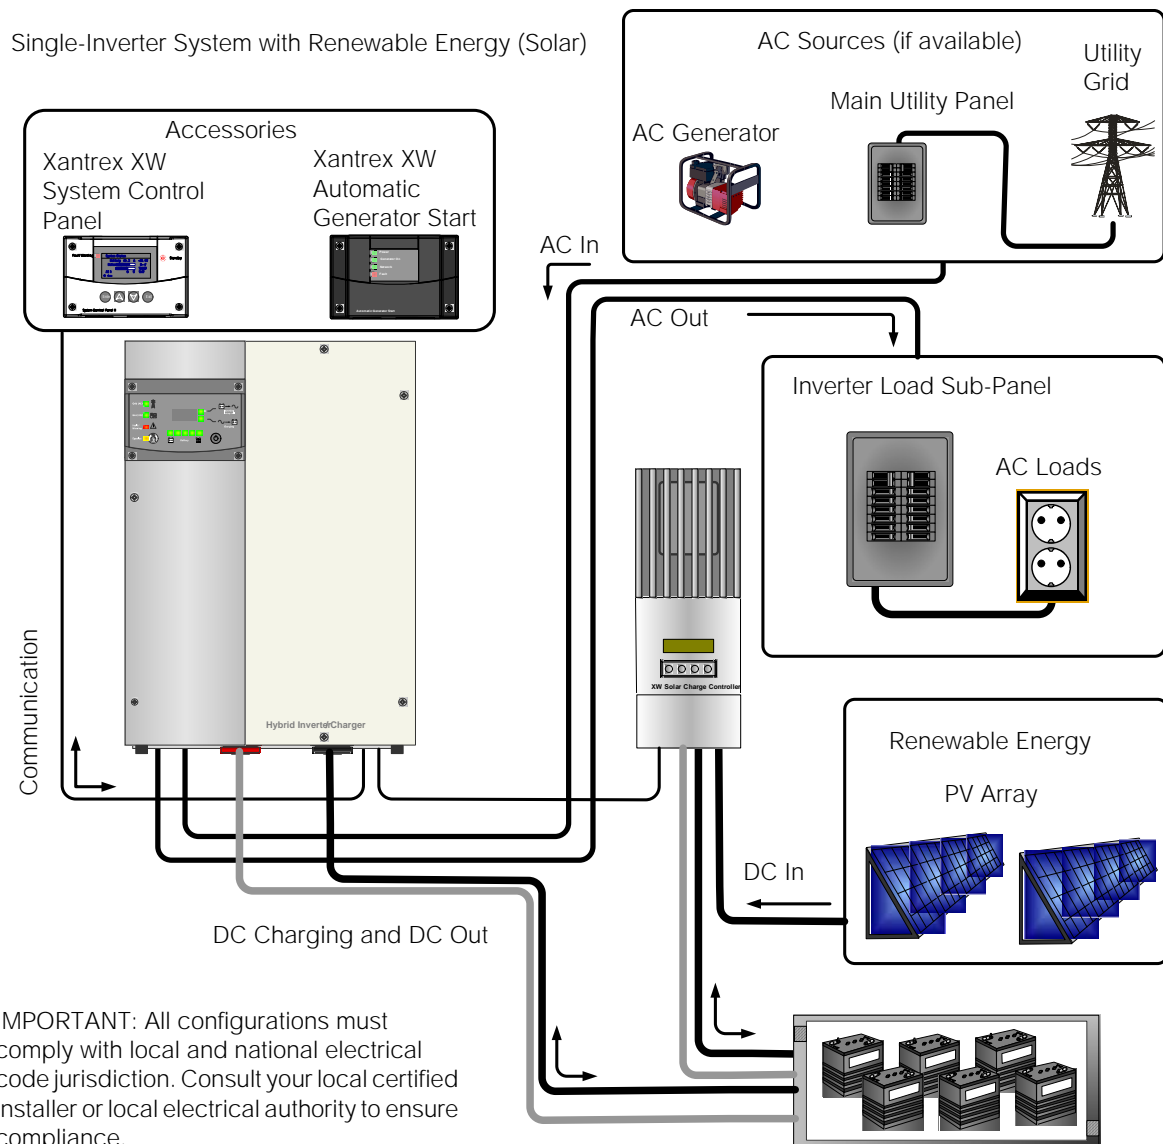 Single-Inverter System with Renewable Energy (Solar)
AC Sources (if available)
Utility
Grid
Main Utility Panel
AC Generator
Accessories
Xantrex XW
System Control
Panel
Xantrex XW
Automatic
Generator Start
AC In
AC Out
Inverter Load Sub-Panel
AC Loads
XW Solar Charge Controller
Hybrid Inverter/Charger
Communication
Renewable Energy
PV Array
DC In
DC Charging and DC Out
MPORTANT: All configurations must
comply with local and national electrical
code jurisdiction. Consult your local certified
nstaller or local electrical authority to ensure
compliance.